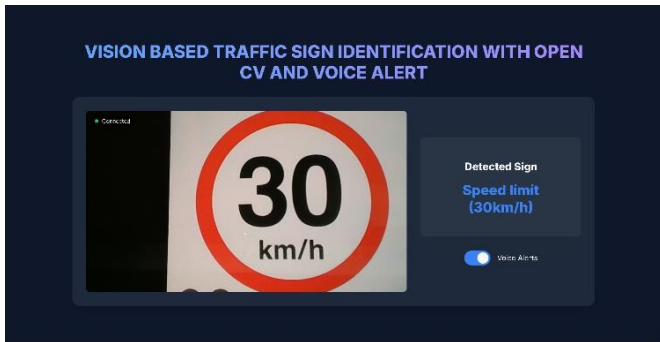 VISION BASED TRAFFIC SIGN IDENTIFICATION WITH OPEN
CV AND VOICE ALERT
Connected
30
km/h
Detected Sign
Speed limit
(30km/h)
Voice Alerts